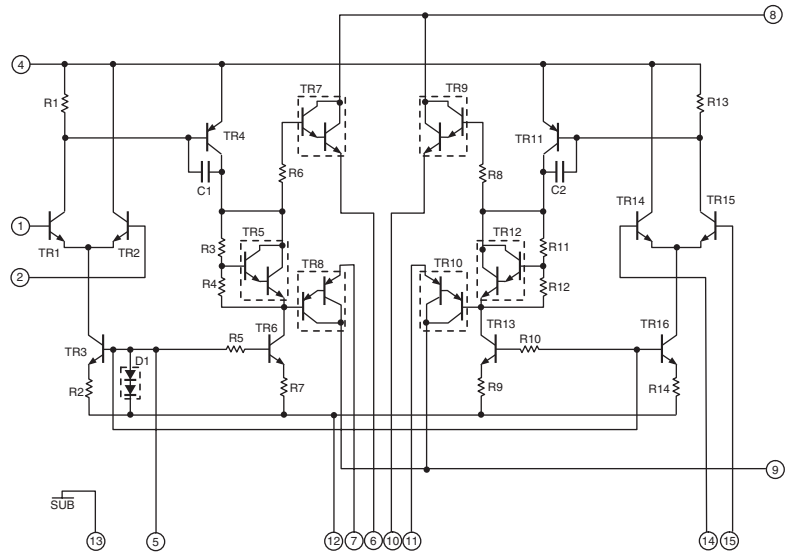 8
4
TR7
TR9
R1
R13
TR4
TR11
C1
R6
R8
C2
TR14
TR15
1
TR1
TR2
R3
TR5
TR12
R11
2
R4
TR8
TR10
R12
TR3
D1
R5
TR6
TR13
R10
TR16
R2
R7
R9
R14
9
SUB
13
5
12
7
6
10
11
14
15